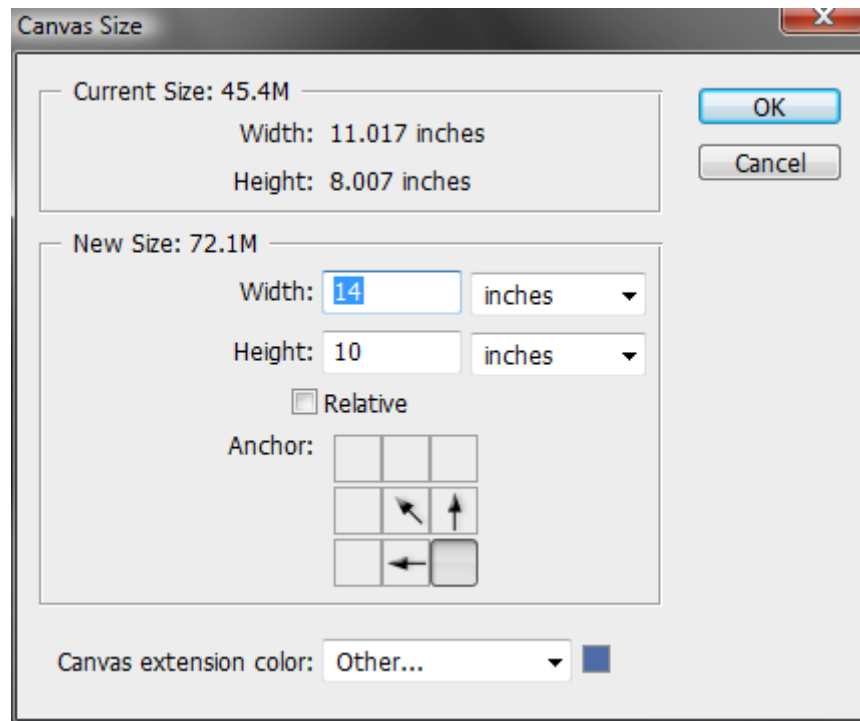 Canvas Size
Current Size: 45.4M
OK
Width: 11.017 inches
Cancel
Height: 8.007 inches
New Size: 72.1M
Width: 14 inches
Height: 10 inches
Relative
Anchor:
Canvas extension color: Other...